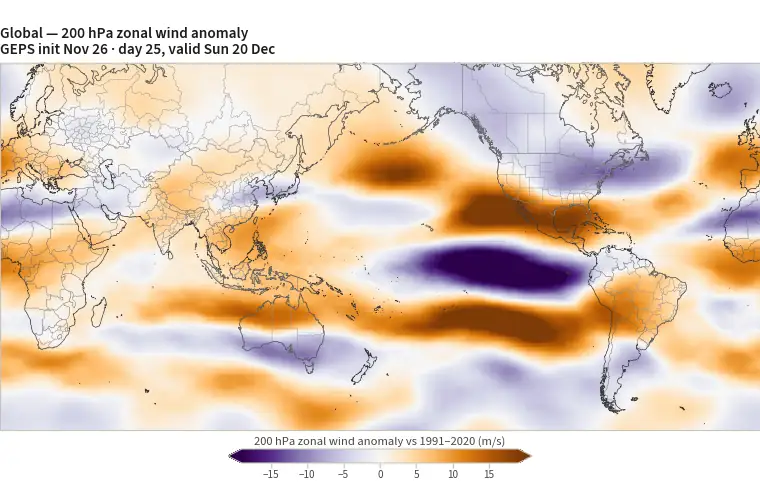 Global — 200 hPa zonal wind anomaly
GEPS init Nov 26 · day 25, valid Sun 20 Dec
200 hPa zonal wind anomaly vs 1991–2020 (m/s)
−15 −10 −5 0 5 10 15